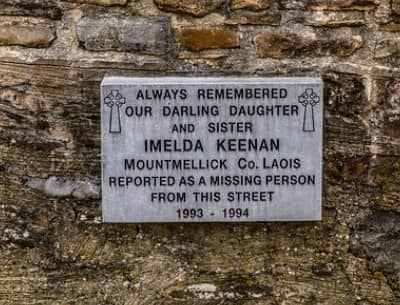 ALWAYS REMEMBERED
OUR DARLING DAUGHTER
AND SISTER
IMELDA KEENAN
MOUNTMELLICK CO. LAOIS
REPORTED AS A MISSING PERSON
FROM THIS STREET
1993 - 1994